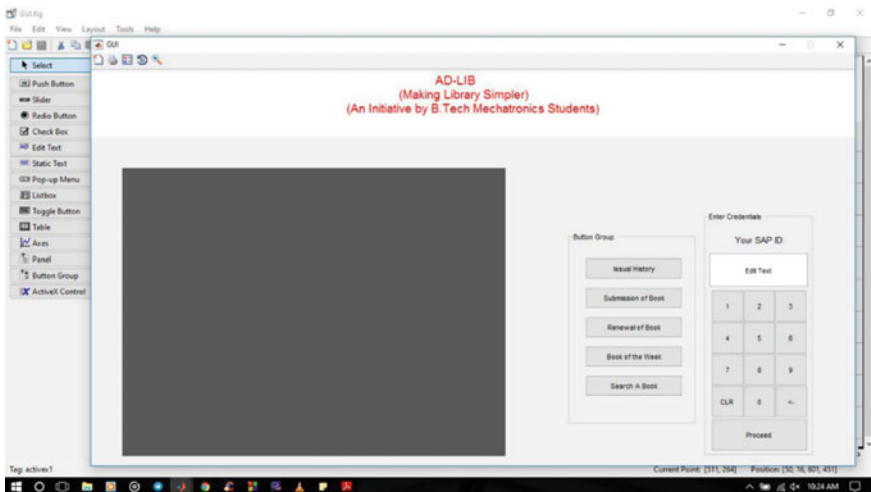 GUI.fig
File Edit View Layout Tools Help
GUI
Select
Push Button
Slider
Radio Button
Check Box
Edit Text
Static Text
Pop-up Menu
Listbox
Toggle Button
Table
Axes
Panel
Button Group
ActiveX Control
AD-LIB
(Making Library Simpler)
(An Initiative by B.Tech Mechatronics Students)
Button Group
Issual History
Submission of Book
Renewal of Book
Book of the Week
Search A Book
Enter Credentials
Your SAP ID:
Edit Text
1 2 3
4 5 6
7 8 9
CLR 0 <-
Proceed
Tag: activex1
Current Point: [511, 264] Position: [50, 16, 601, 451]
10:24 AM